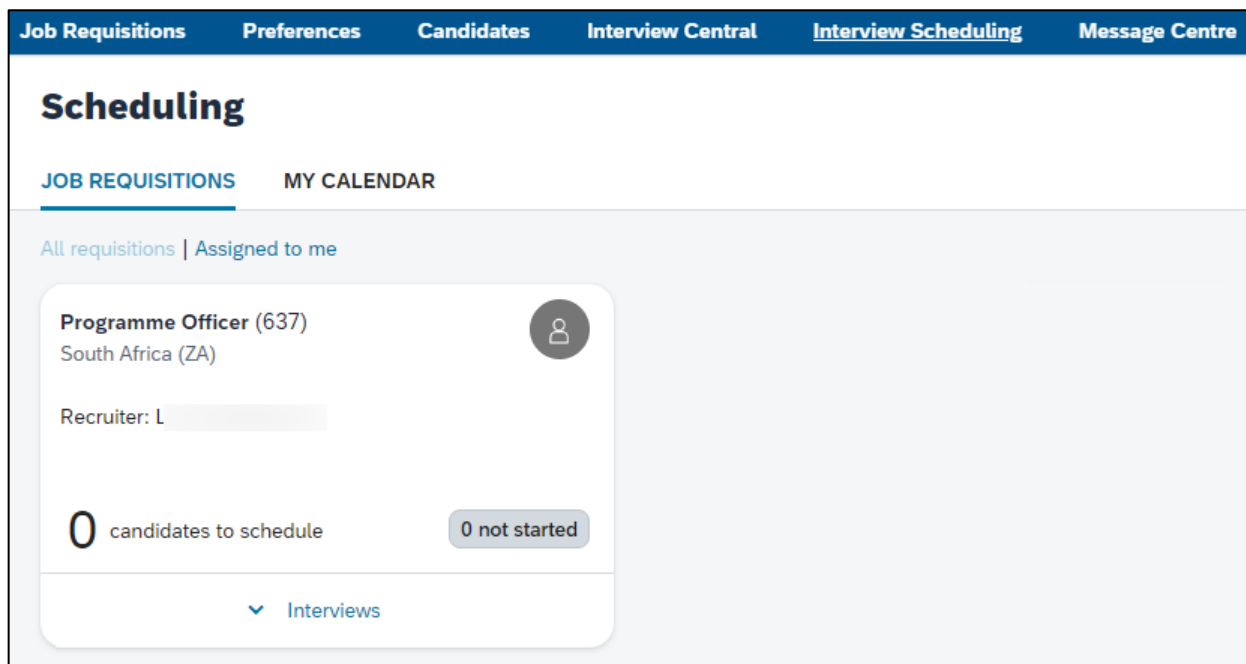 Job Requisitions Preferences Candidates Interview Central Interview Scheduling Message Centre
Scheduling
JOB REQUISITIONS MY CALENDAR
All requisitions | Assigned to me
Programme Officer (637)
South Africa (ZA)
Recruiter: L
0 candidates to schedule 0 not started
Interviews